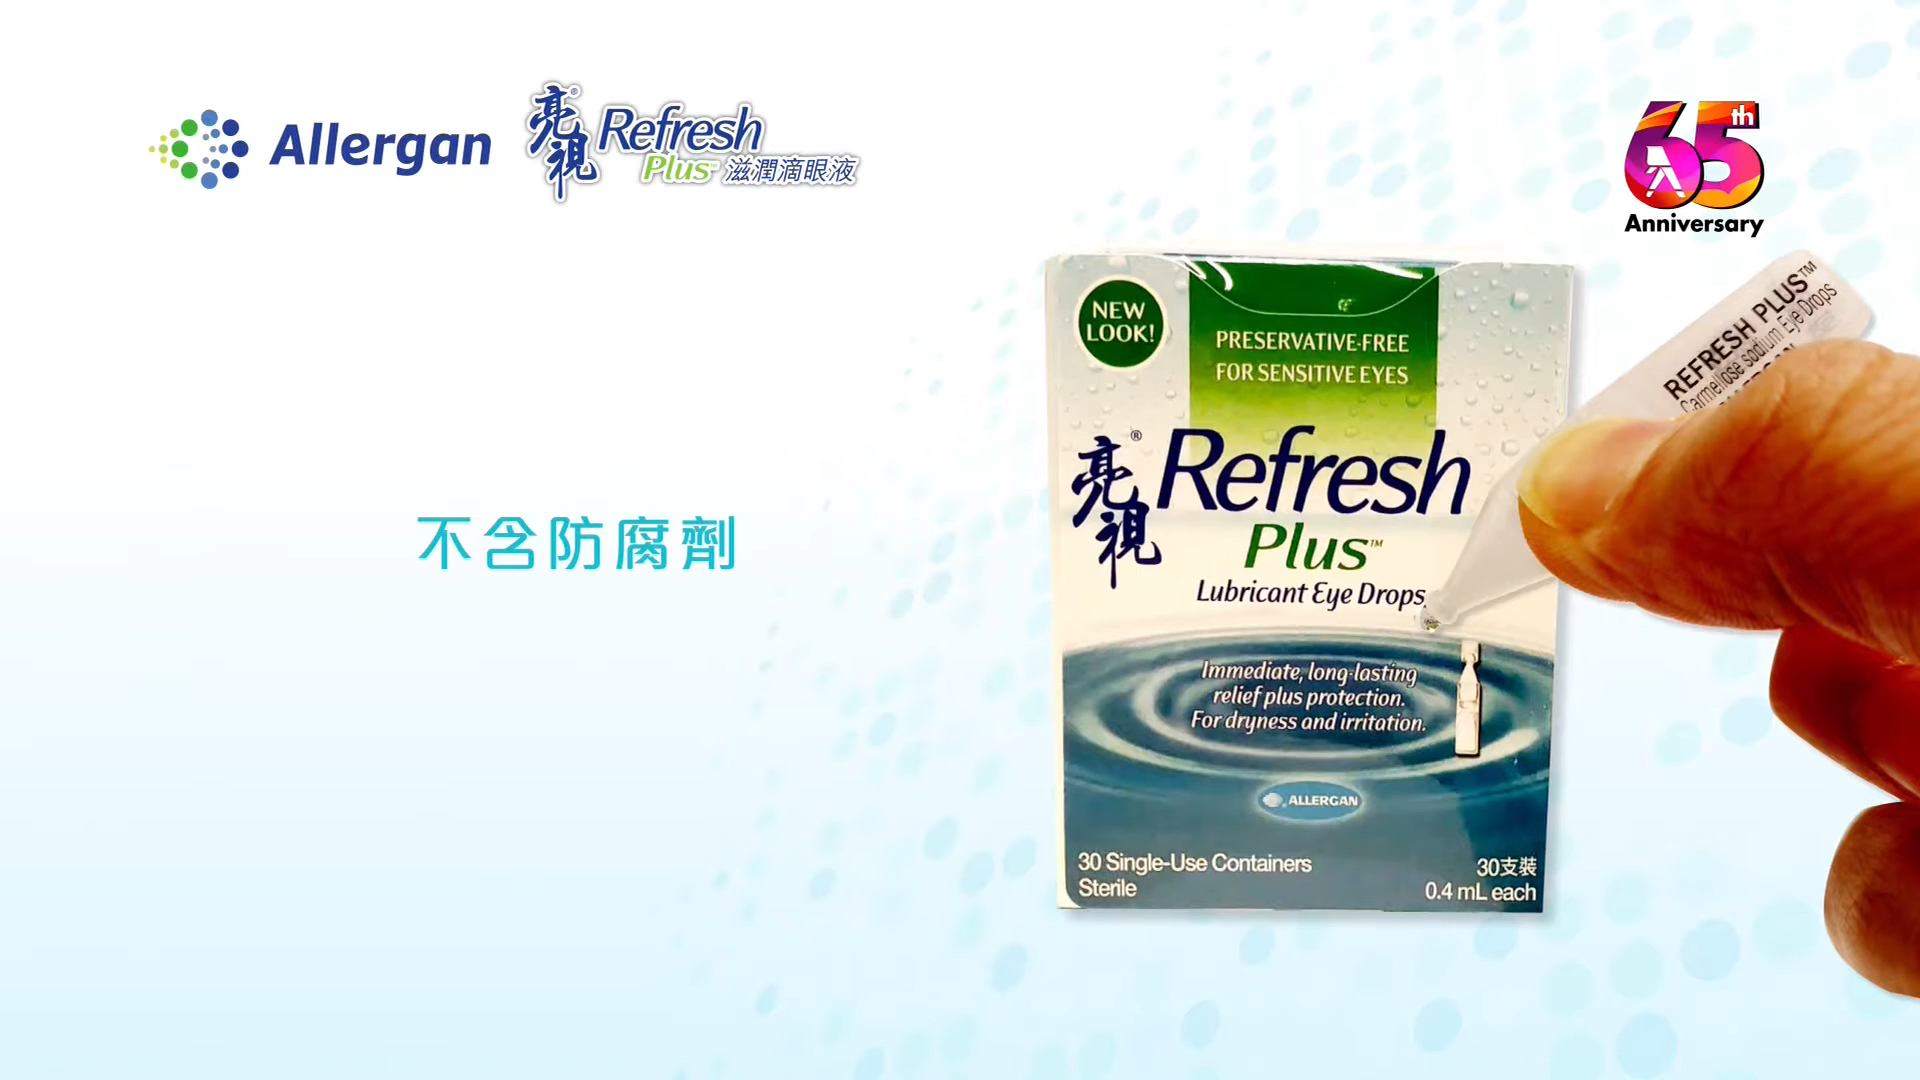 Allergan
亮視®
Refresh
Plus™ 滋潤滴眼液
65th
Anniversary
不含防腐劑
NEW
LOOK!
PRESERVATIVE-FREE
FOR SENSITIVE EYES
亮視®
Refresh
Plus™
Lubricant Eye Drops
Immediate, long-lasting
relief plus protection.
For dryness and irritation.
ALLERGAN
30 Single-Use Containers
Sterile
30支裝
0.4 mL each
REFRESH PLUS™
Carmellose sodium Eye Drops